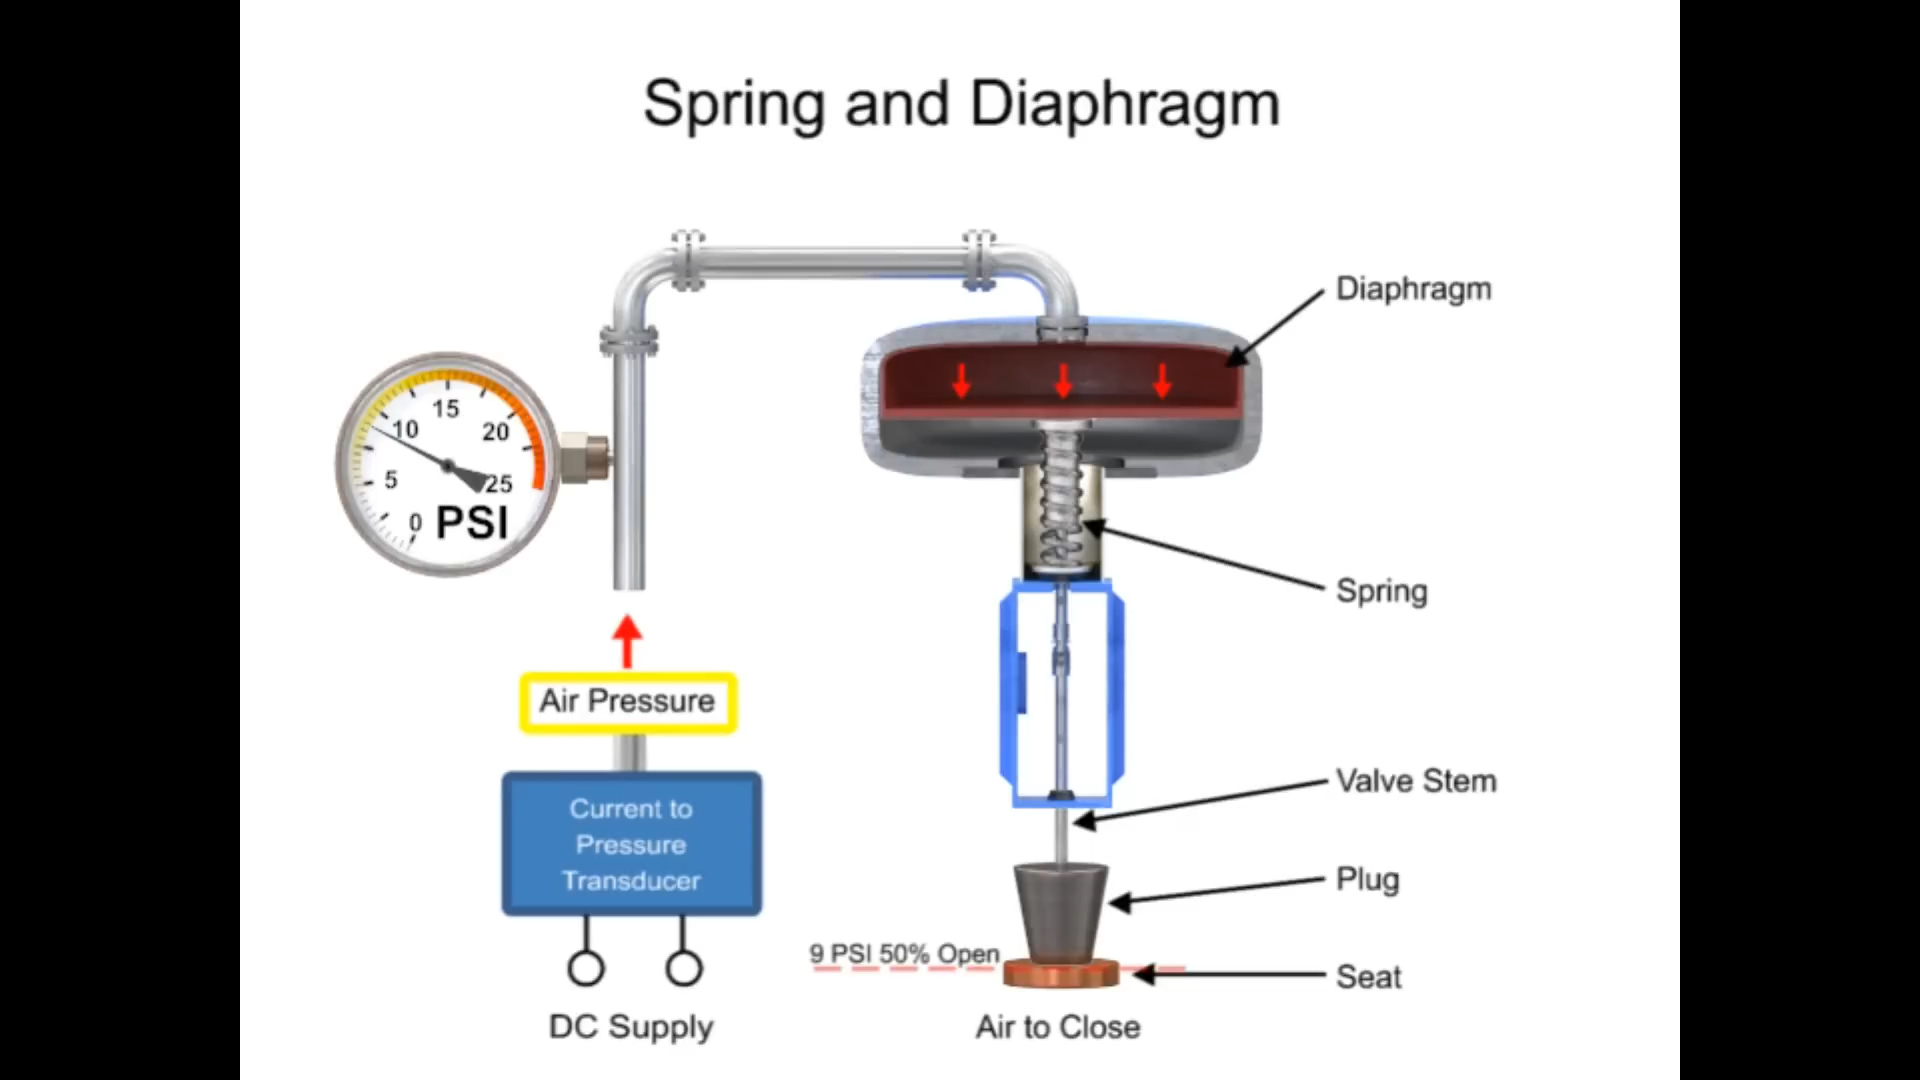 Spring and Diaphragm
Diaphragm
15
10
20
5
25
0
PSI
Spring
Air Pressure
Valve Stem
Current to
Pressure
Transducer
Plug
9 PSI 50% Open
Seat
DC Supply
Air to Close